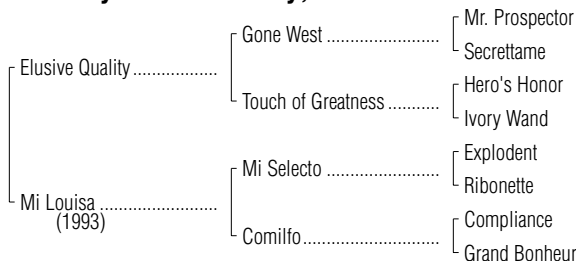 Mr. Prospector
Gone West
Secrettame
Elusive Quality
Hero's Honor
Touch of Greatness
Ivory Wand
Explodent
Mi Selecto
Ribonette
Mi Louisa
(1993)
Compliance
Comilfo
Grand Bonheur